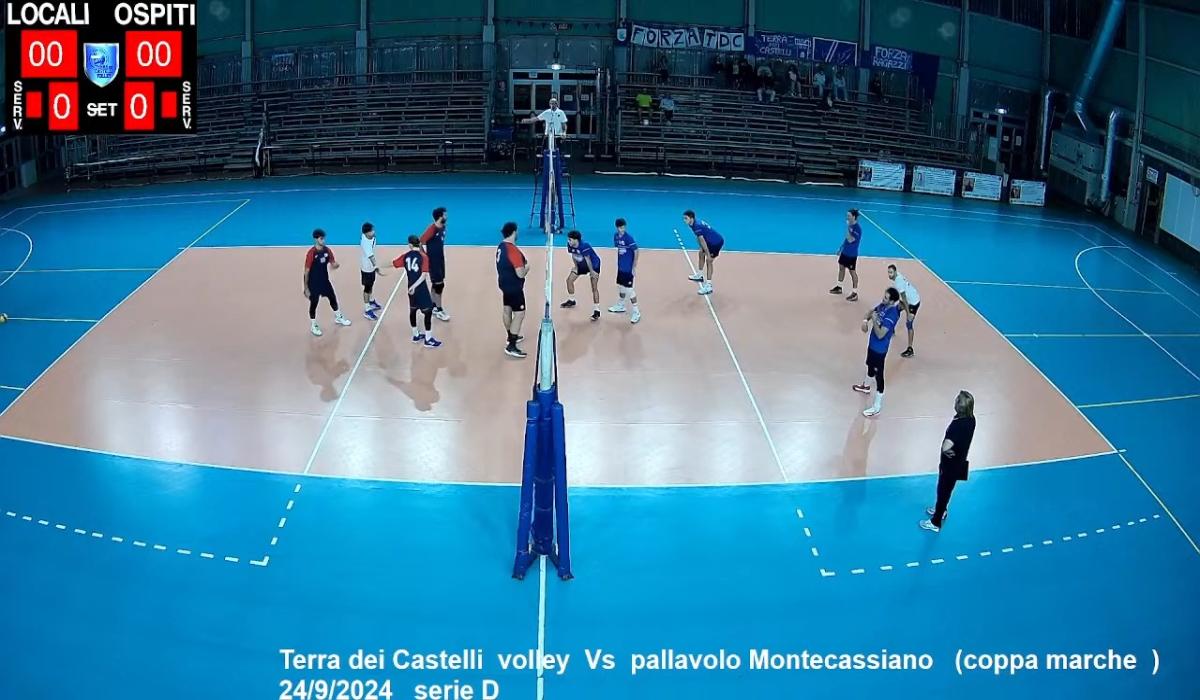 LOCALI OSPITI
00 00
SERV. 0 SET 0 SERV.
FORZA TDC
TERRA
CASTELLI
FORZA
RAGAZZI
14
Terra dei Castelli volley Vs pallavolo Montecassiano (coppa marche )
24/9/2024 serie D